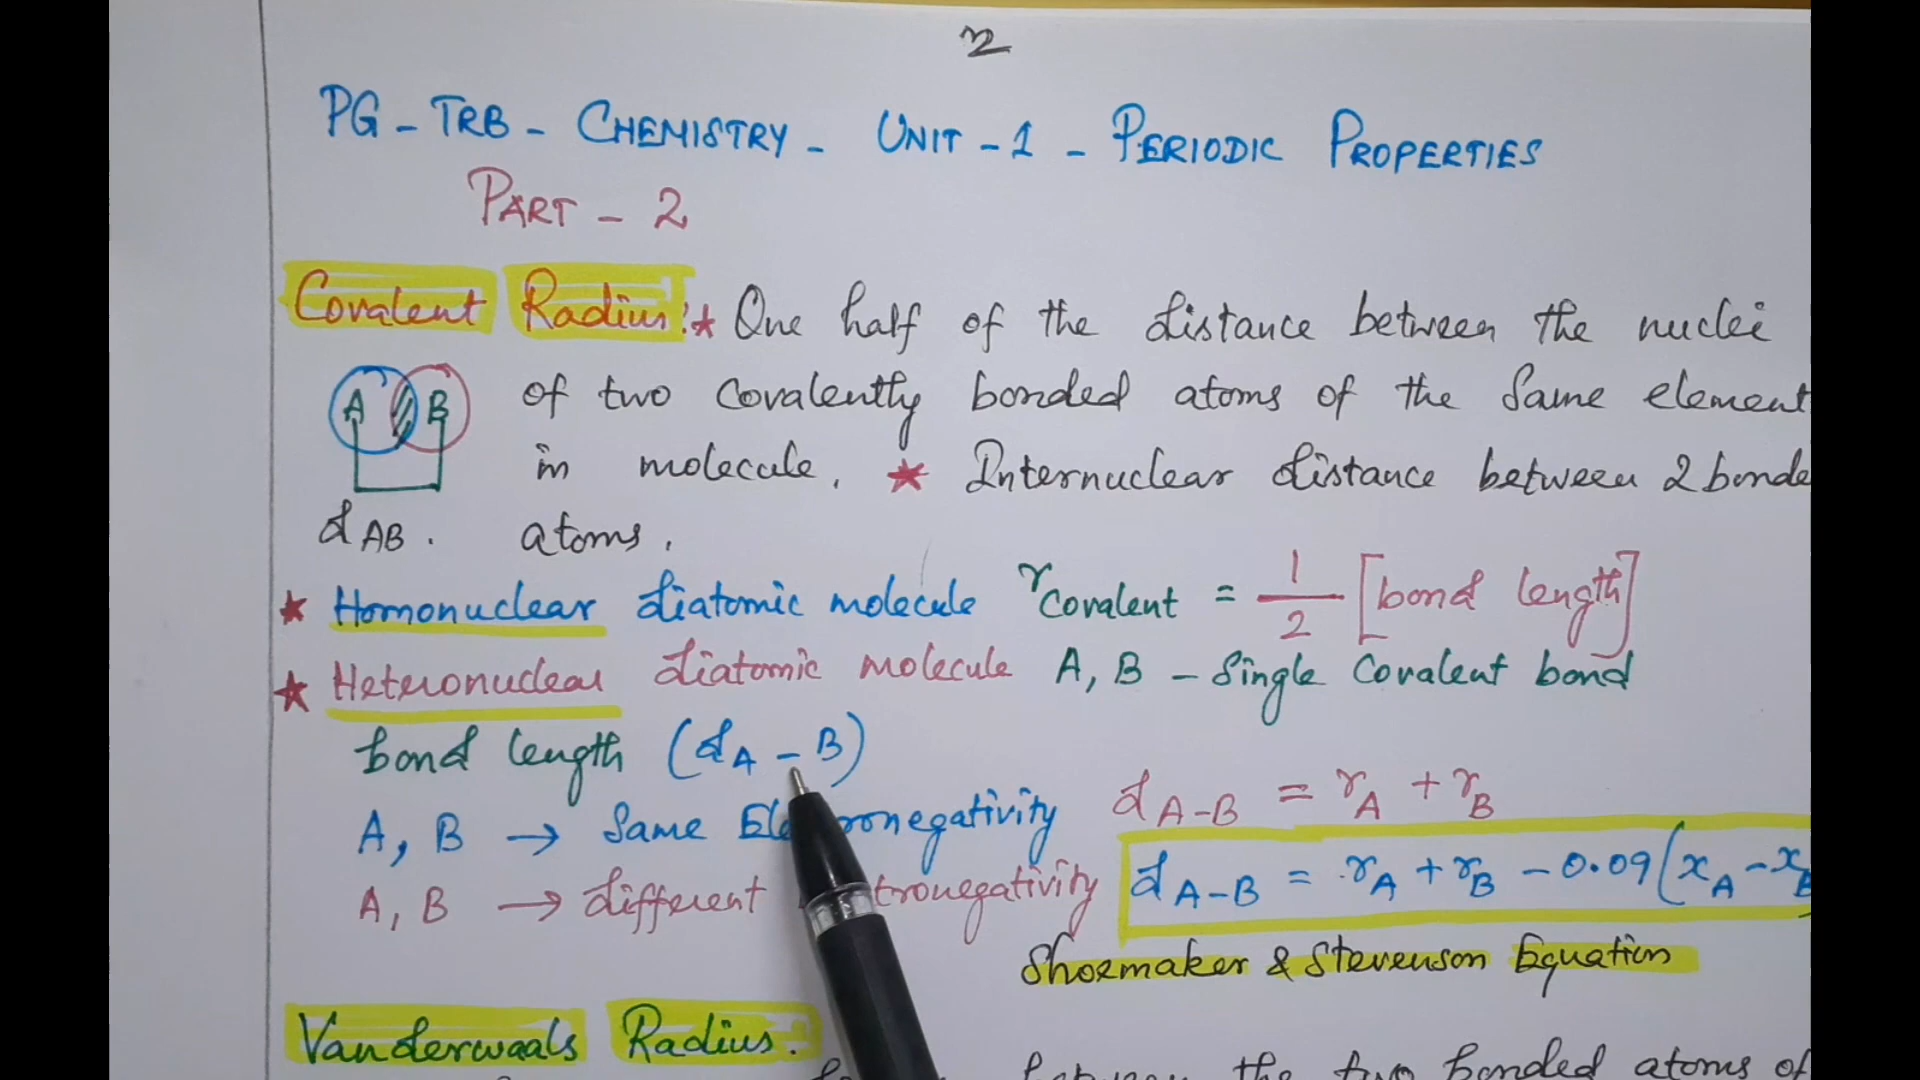 2
PG - TRB - CHEMISTRY - UNIT - 1 - PERIODIC PROPERTIES
PART - 2
Covalent Radius: ★ One half of the distance between the nuclei
A B of two covalently bonded atoms of the same element
in molecule. ★ Internuclear distance between 2 bonde
dAB. atoms.
★ Homonuclear diatomic molecule rcovalent = 1/2 [bond length]
★ Heteronuclear diatomic molecule A, B - Single Covalent bond
bond length (dA-B)
A, B → Same Electronegativity dA-B = rA + rB
A, B → different tronegativity dA-B = rA + rB - 0.09(xA - xB
Shoemaker & Stevenson Equation
Vanderwaals Radius.
between the two bonded atoms of